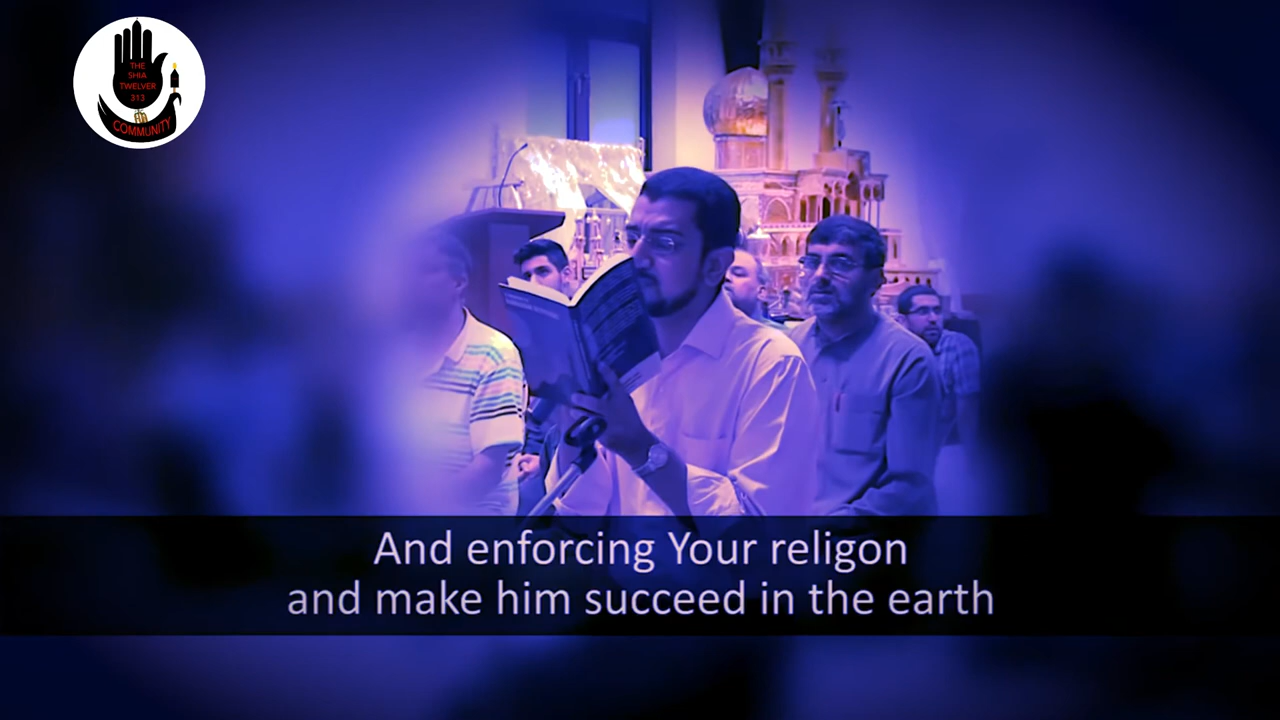 THE
SHIA
TWELVER
313
COMMUNITY
And enforcing Your religon
and make him succeed in the earth